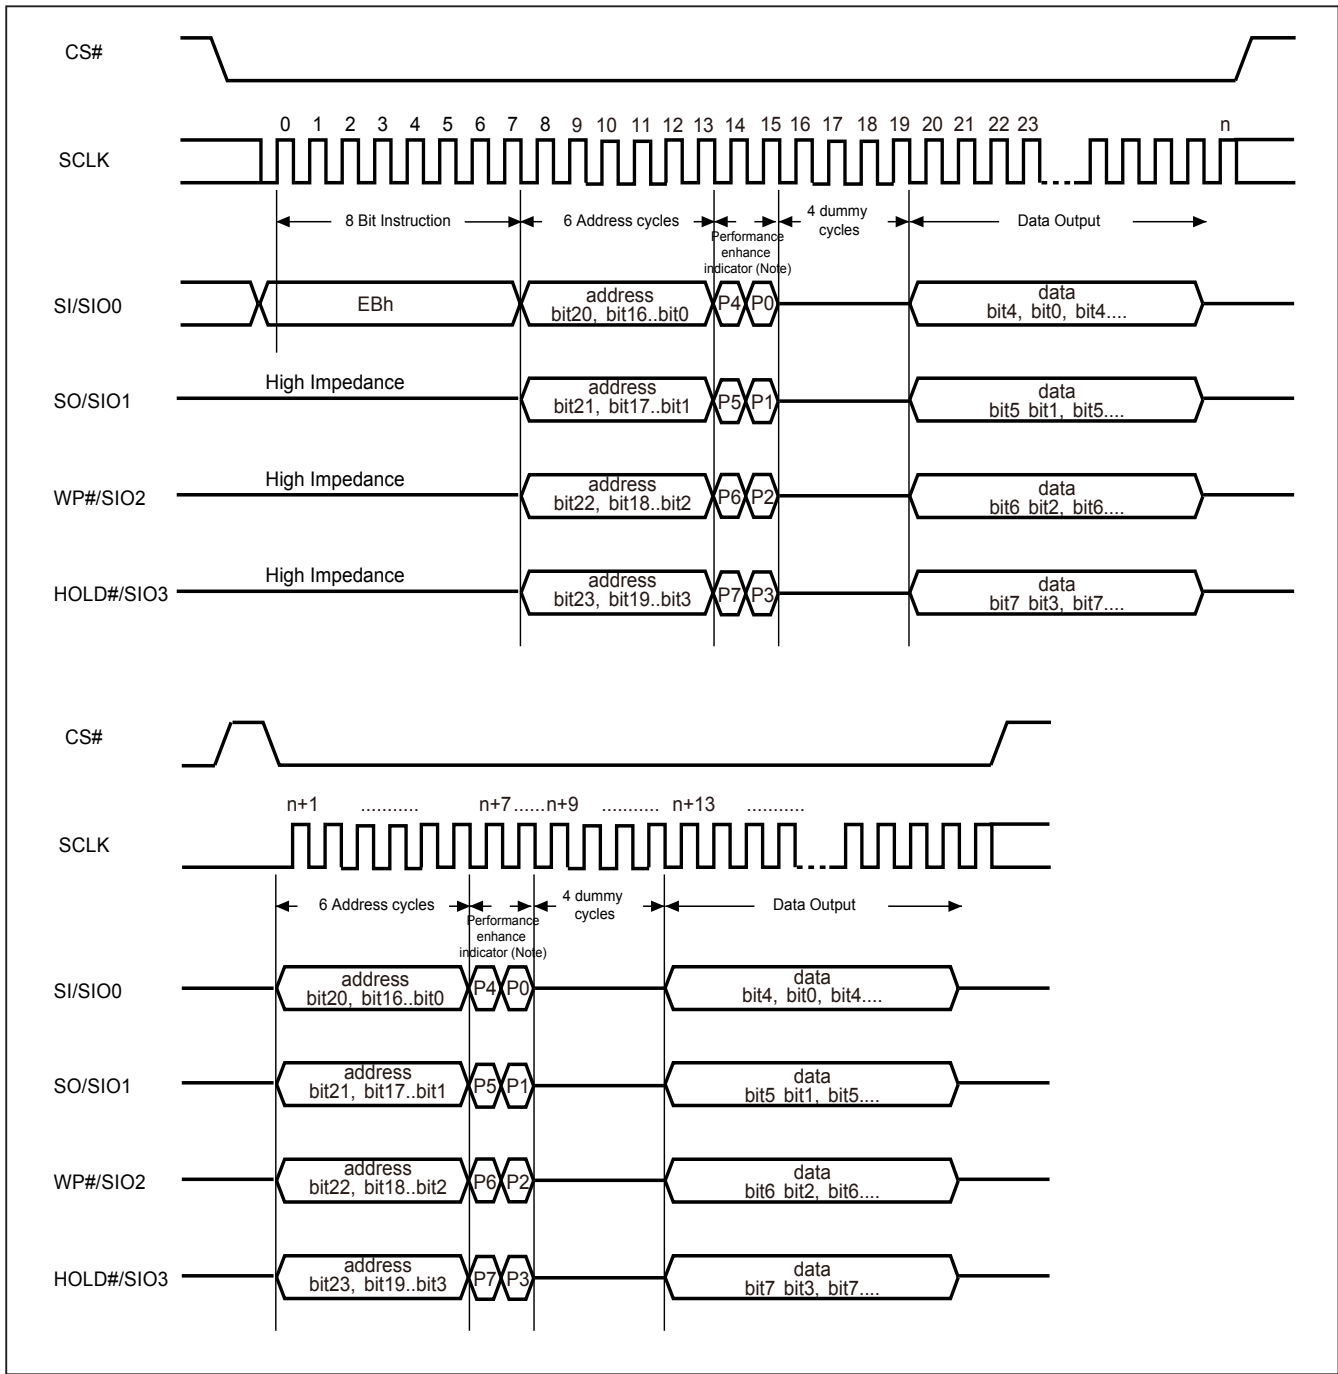 CS#
0 1 2 3 4 5 6 7 8 9 10 11 12 13 14 15 16 17 18 19 20 21 22 23 n
SCLK
8 Bit Instruction 6 Address cycles 4 dummy cycles Data Output
Performance
enhance
indicator (Note)
SI/SIO0 EBh address P4 P0 data
bit20, bit16..bit0 bit4, bit0, bit4....
High Impedance
SO/SIO1 address P5 P1 data
bit21, bit17..bit1 bit5 bit1, bit5....
High Impedance
WP#/SIO2 address P6 P2 data
bit22, bit18..bit2 bit6 bit2, bit6....
High Impedance
HOLD#/SIO3 address P7 P3 data
bit23, bit19..bit3 bit7 bit3, bit7....
CS#
n+1 ........... n+7......n+9 ........... n+13 ...........
SCLK
6 Address cycles 4 dummy cycles Data Output
Performance
enhance
indicator (Note)
SI/SIO0 address P4 P0 data
bit20, bit16..bit0 bit4, bit0, bit4....
SO/SIO1 address P5 P1 data
bit21, bit17..bit1 bit5 bit1, bit5....
WP#/SIO2 address P6 P2 data
bit22, bit18..bit2 bit6 bit2, bit6....
HOLD#/SIO3 address P7 P3 data
bit23, bit19..bit3 bit7 bit3, bit7....